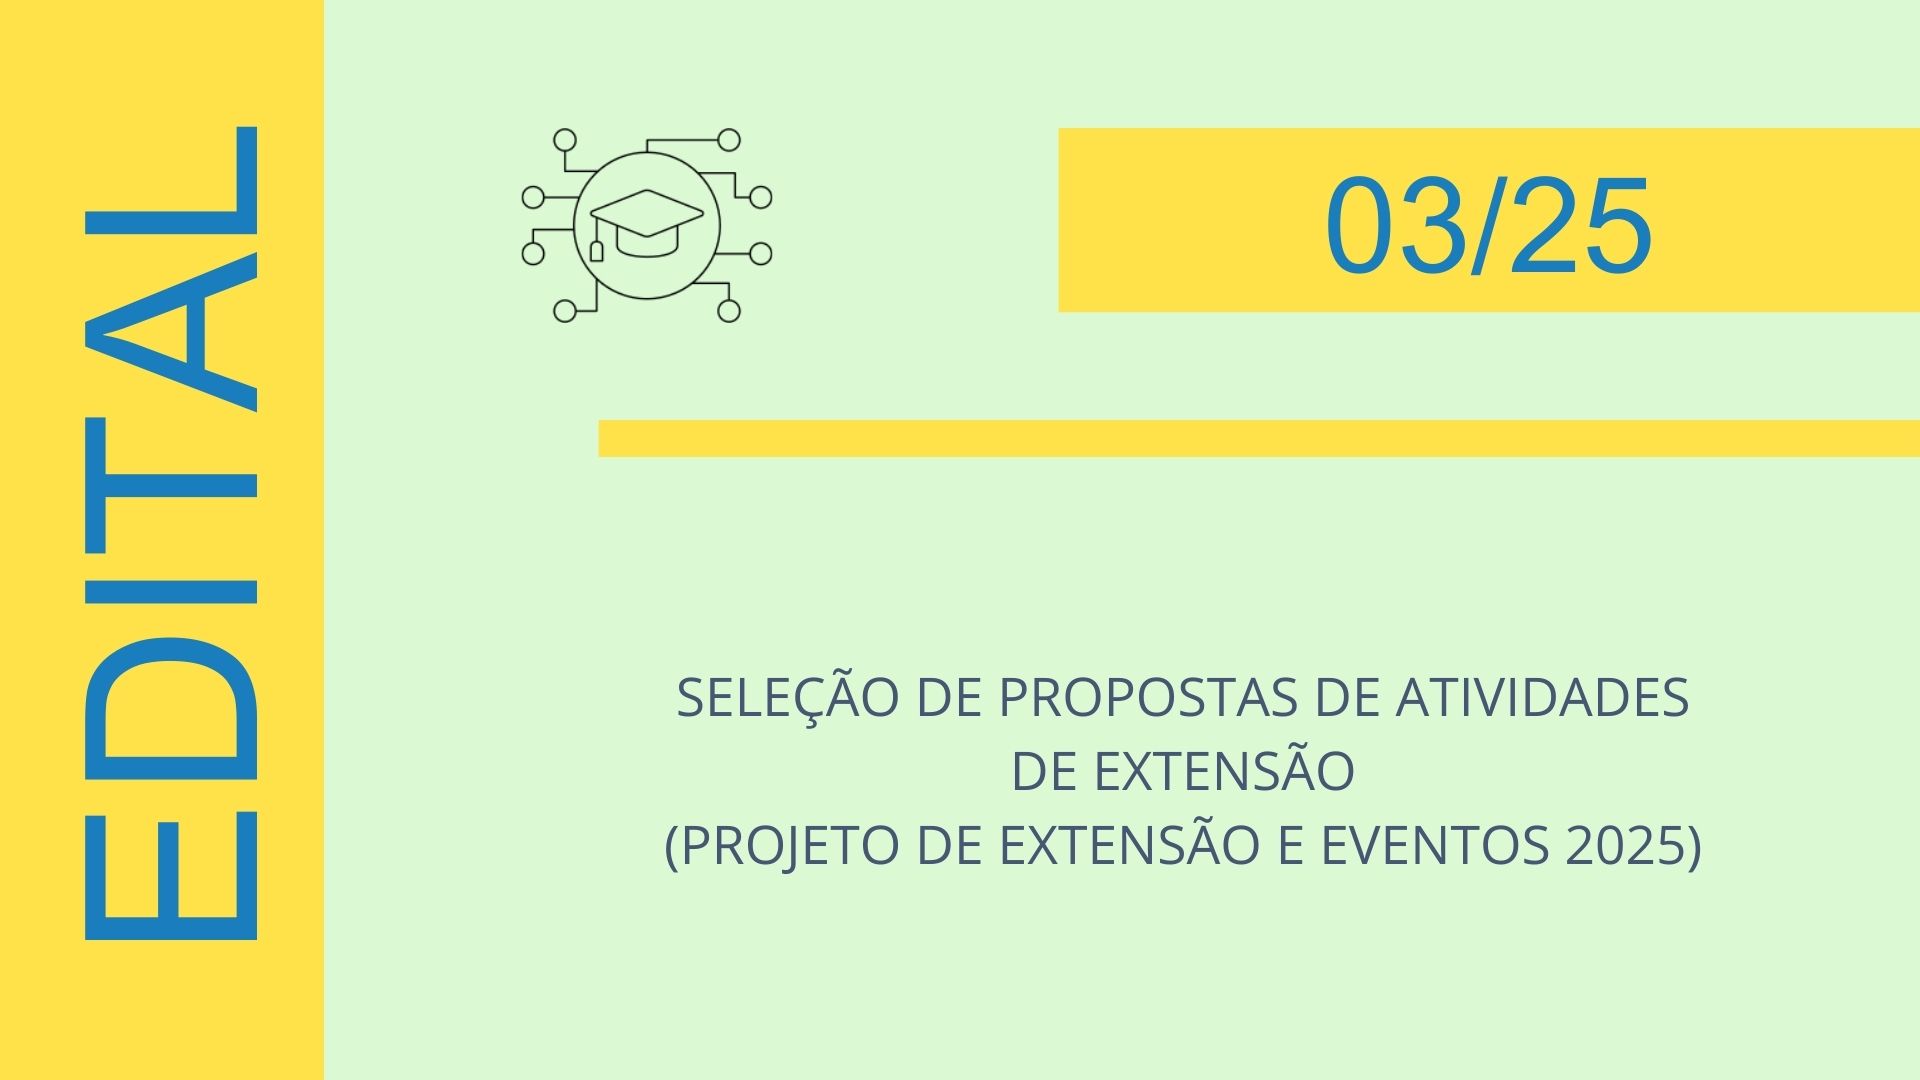 EDITAL
03/25
SELEÇÃO DE PROPOSTAS DE ATIVIDADES
DE EXTENSÃO
(PROJETO DE EXTENSÃO E EVENTOS 2025)